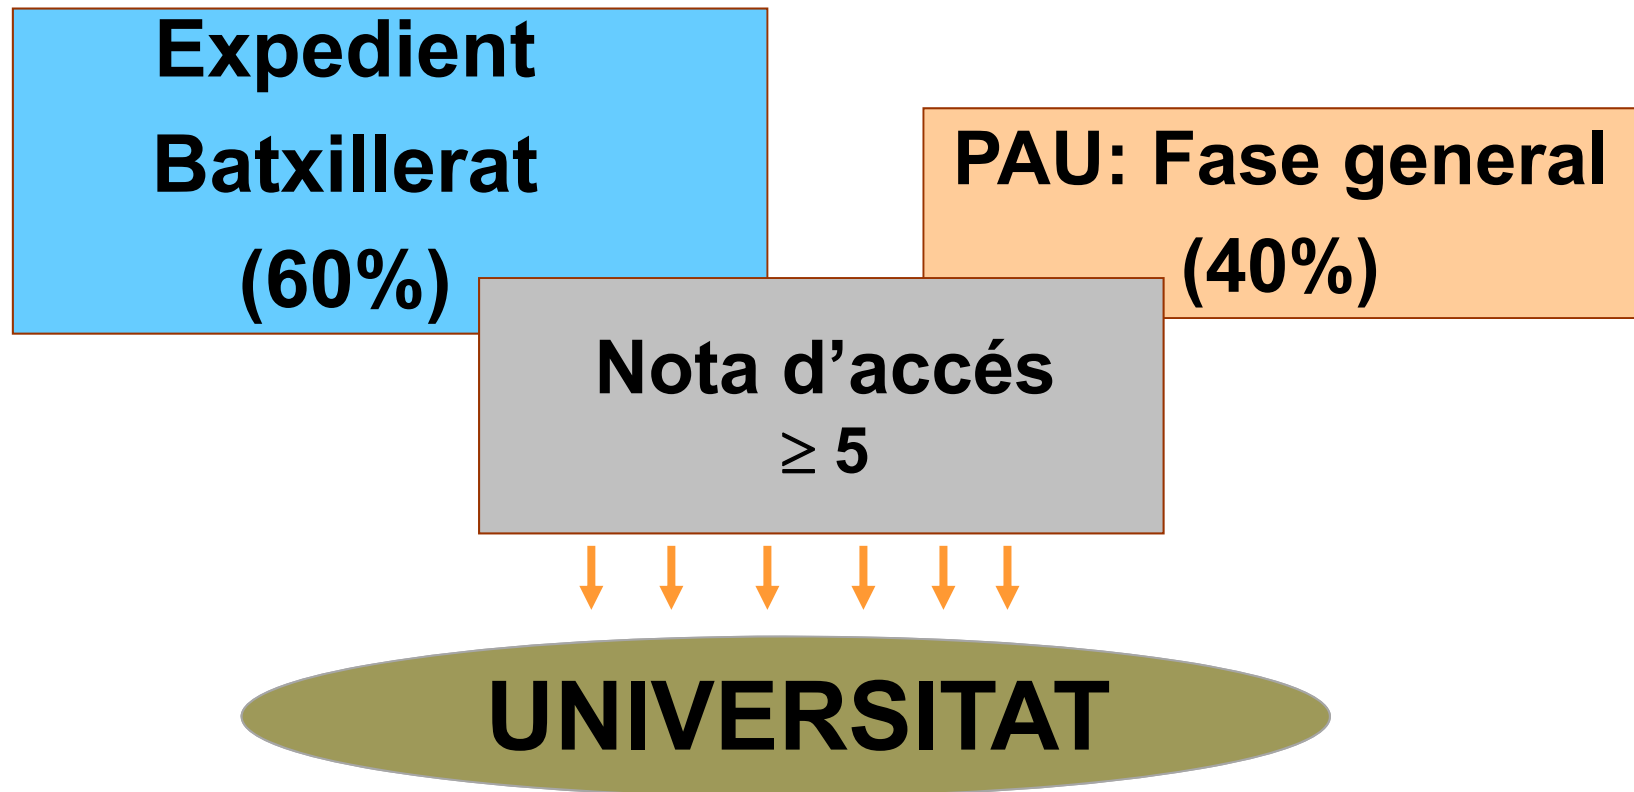 Expedient
Batxillerat
(60%)
PAU: Fase general
(40%)
Nota d’accés
≥ 5
UNIVERSITAT